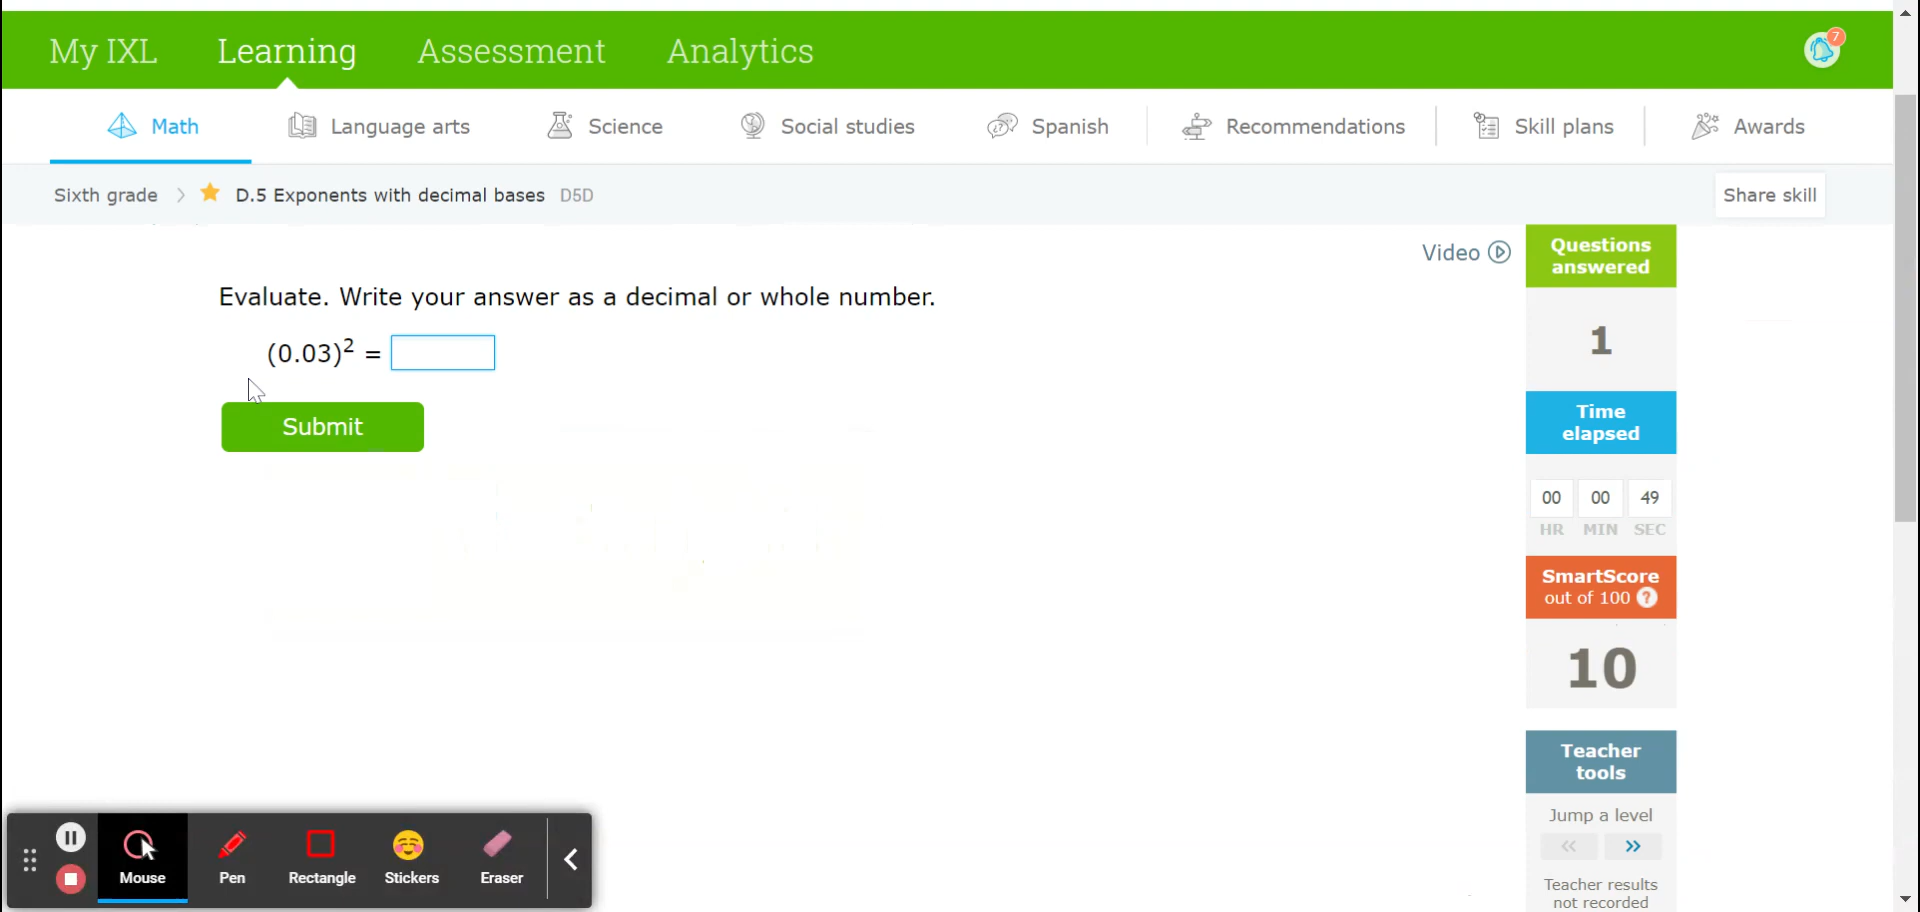 My IXL Learning Assessment Analytics
7
Math Language arts Science Social studies Spanish Recommendations Skill plans Awards
Sixth grade > D.5 Exponents with decimal bases D5D
Share skill
Video
Evaluate. Write your answer as a decimal or whole number.
(0.03)² =
Submit
Questions
answered
1
Time
elapsed
00 00 49
HR MIN SEC
SmartScore
out of 100 ?
10
Teacher
tools
Jump a level
Teacher results
not recorded
Mouse Pen Rectangle Stickers Eraser